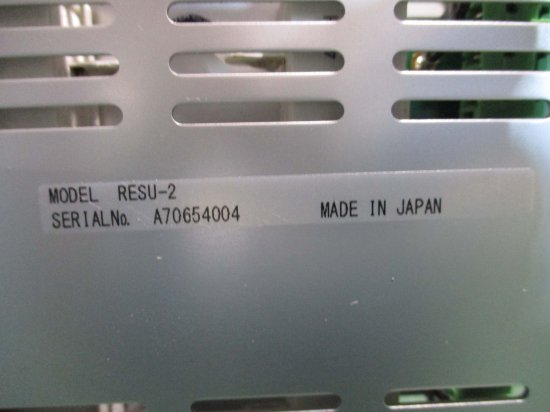 MODEL RESU-2
SERIALNo. A70654004 MADE IN JAPAN